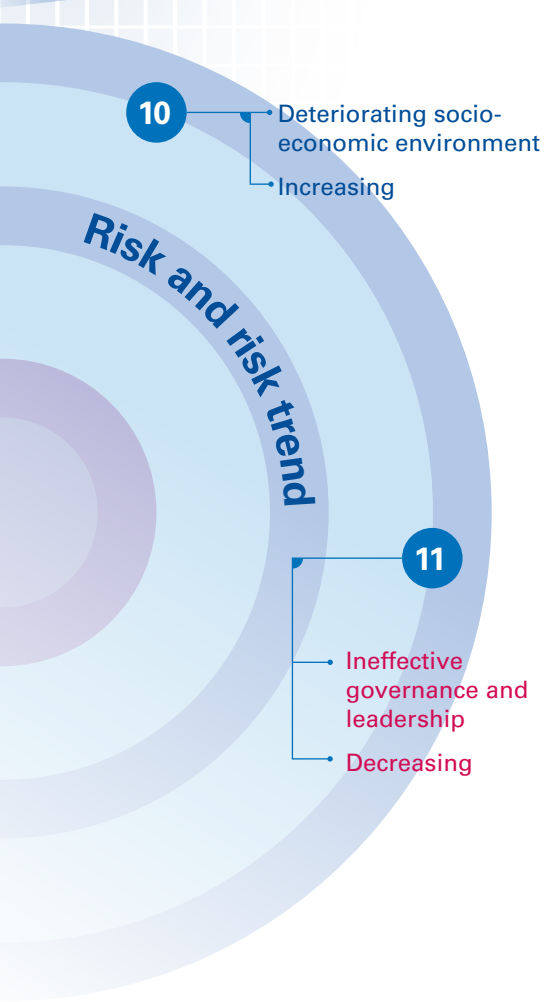 10
Deteriorating socio-
economic environment
Increasing
Risk and risk trend
11
Ineffective
governance and
leadership
Decreasing